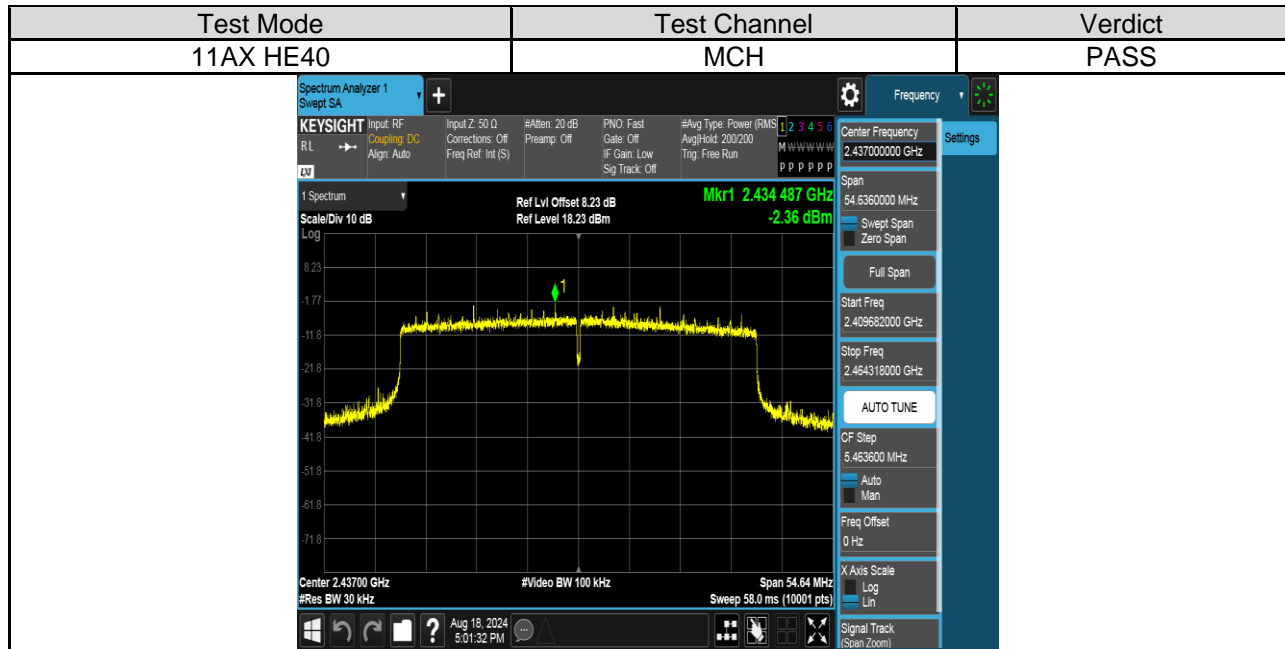 Test Mode Test Channel Verdict
11AX HE40 MCH PASS
Spectrum Analyzer 1
Swept SA
+
Frequency
KEYSIGHT
RL
LXI
Input: RF
Coupling: DC
Align: Auto
Input Z: 50 Ω
Corrections: Off
Freq Ref: Int (S)
#Atten: 20 dB
Preamp: Off
PNO: Fast
Gate: Off
IF Gain: Low
Sig Track: Off
#Avg Type: Power (RMS
Avg|Hold: 200/200
Trig: Free Run
1 2 3 4 5 6
M W W W W W
P P P P P P
1 Spectrum
Scale/Div 10 dB
Log
Ref Lvl Offset 8.23 dB
Ref Level 18.23 dBm
Mkr1 2.434 487 GHz
-2.36 dBm
8.23
-1.77
-11.8
-21.8
-31.8
-41.8
-51.8
-61.8
-71.8
1
Center 2.43700 GHz
#Res BW 30 kHz
#Video BW 100 kHz
Span 54.64 MHz
Sweep 58.0 ms (10001 pts)
Center Frequency
2.437000000 GHz
Settings
Span
54.6360000 MHz
Swept Span
Zero Span
Full Span
Start Freq
2.409682000 GHz
Stop Freq
2.464318000 GHz
AUTO TUNE
CF Step
5.463600 MHz
Auto
Man
Freq Offset
0 Hz
X Axis Scale
Log
Lin
Signal Track
(Span Zoom)
?
Aug 18, 2024
5:01:32 PM